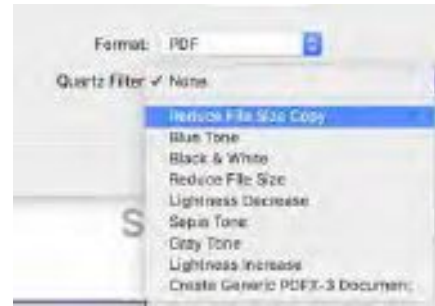 Format: PDF
Quartz Filter ✓ None
Reduce File Size Copy
Blue Tone
Black & White
Reduce File Size
Lightness Decrease
Sepia Tone
Gray Tone
Lightness Increase
Create Generic PDFX-3 Document
S